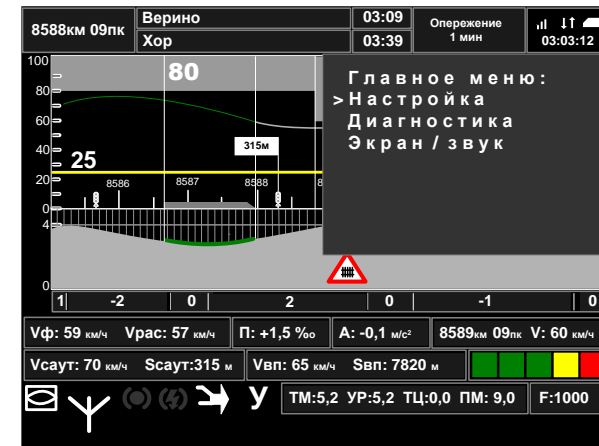 8588км 09пк
Верино 03:09
Хор 03:39
Опережение
1 мин
03:03:12
100
80
60
40
20
0
4
0
80
25
315м
8586 8587 8588 8
Главное меню:
>Настройка
Диагностика
Экран/звук
1 -2 0 2 0 -1 0
Vф: 59 км/ч Vрас: 57 км/ч П: +1,5 %о А: -0,1 м/с² 8589км 09пк V: 60 км/ч
Vсаут: 70 км/ч Sсаут:315 м Vвп: 65 км/ч Sвп: 7820 м
У ТМ:5,2 УР:5,2 ТЦ:0,0 ПМ: 9,0 F:1000